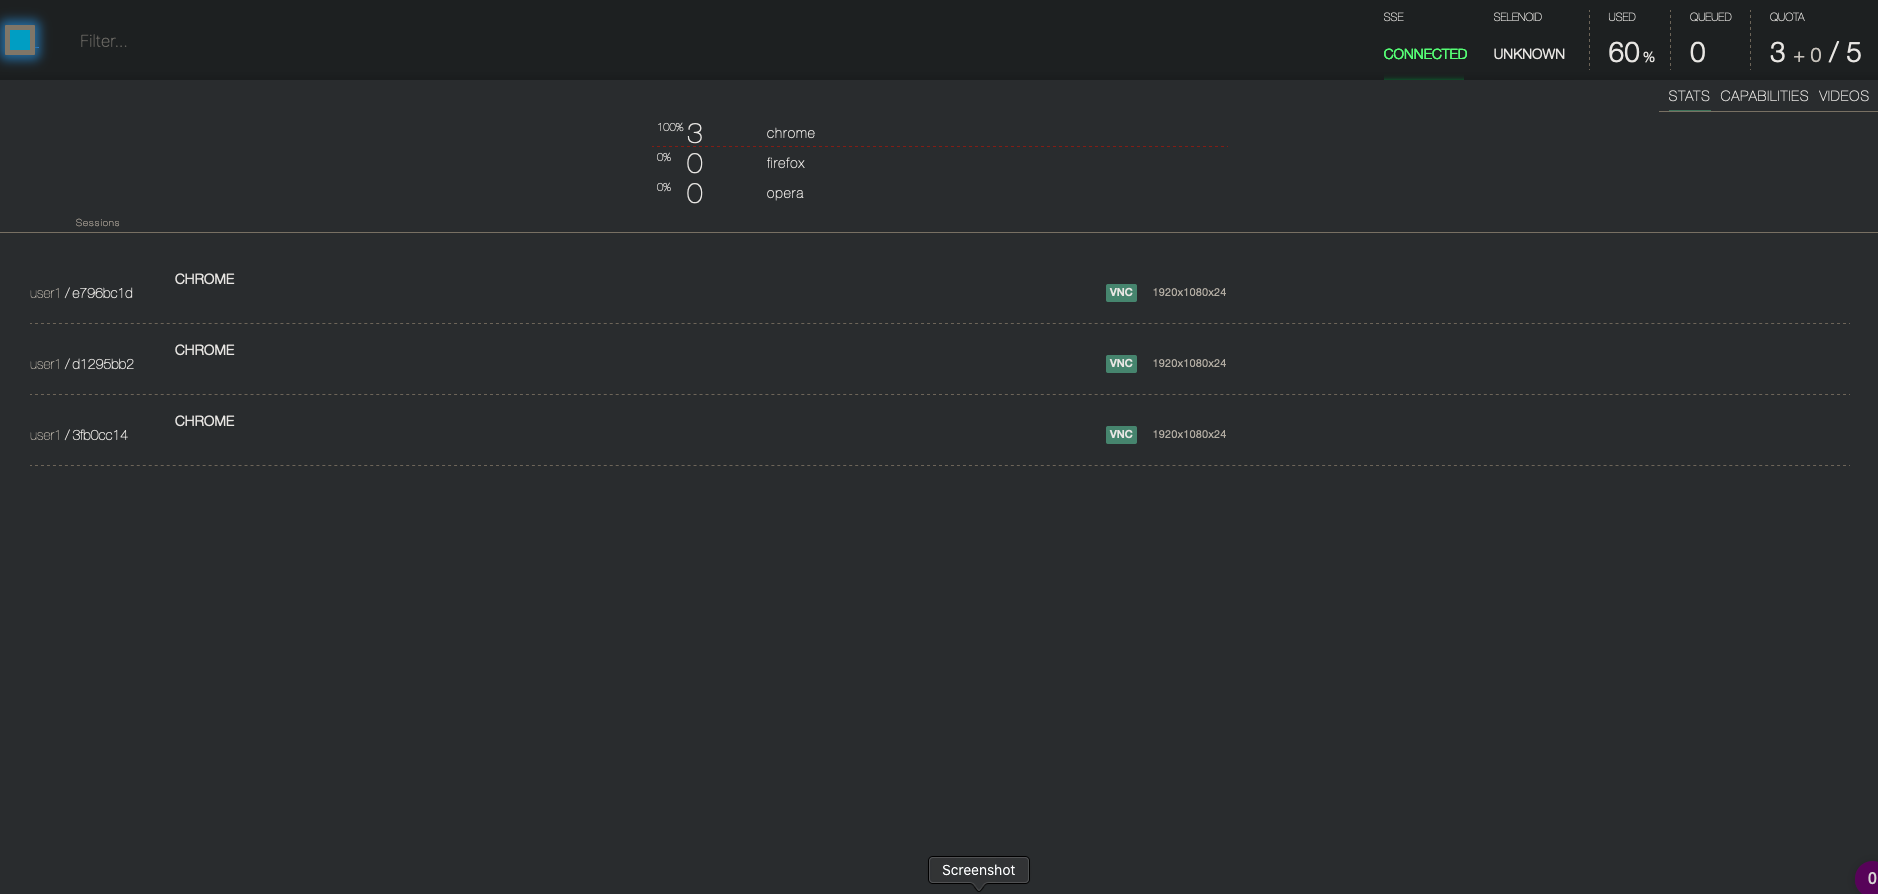 Filter...
SSE SELENOID USED QUEUED QUOTA
CONNECTED UNKNOWN 60 % 0 3 + 0 / 5
STATS CAPABILITIES VIDEOS
100% 3 chrome
0% 0 firefox
0% 0 opera
Sessions
CHROME
user1 / e796bc1d VNC 1920x1080x24
CHROME
user1 / d1295bb2 VNC 1920x1080x24
CHROME
user1 / 3fb0cc14 VNC 1920x1080x24
Screenshot
0